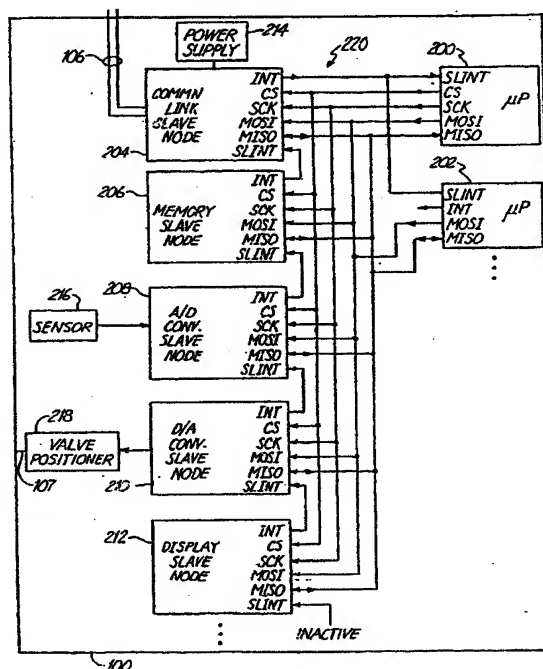 POWER SUPPLY
214
106
220
200
COMMN LINK SLAVE NODE
204
INT
CS
SCK
MOSI
MISO
SLINT
SLINT
CS
SCK
MOSI
MISO
µP
206
MEMORY SLAVE NODE
INT
CS
SCK
MOSI
MISO
SLINT
202
SLINT
INT
MOSI
MISO
µP
208
216
SENSOR
A/D CONV. SLAVE NODE
INT
CS
SCK
MOSI
MISO
SLINT
218
VALVE POSITIONER
107
D/A CONV. SLAVE NODE
210
INT
CS
SCK
MOSI
MISO
SLINT
212
DISPLAY SLAVE NODE
INT
CS
SCK
MOSI
MISO
SLINT
INACTIVE
100